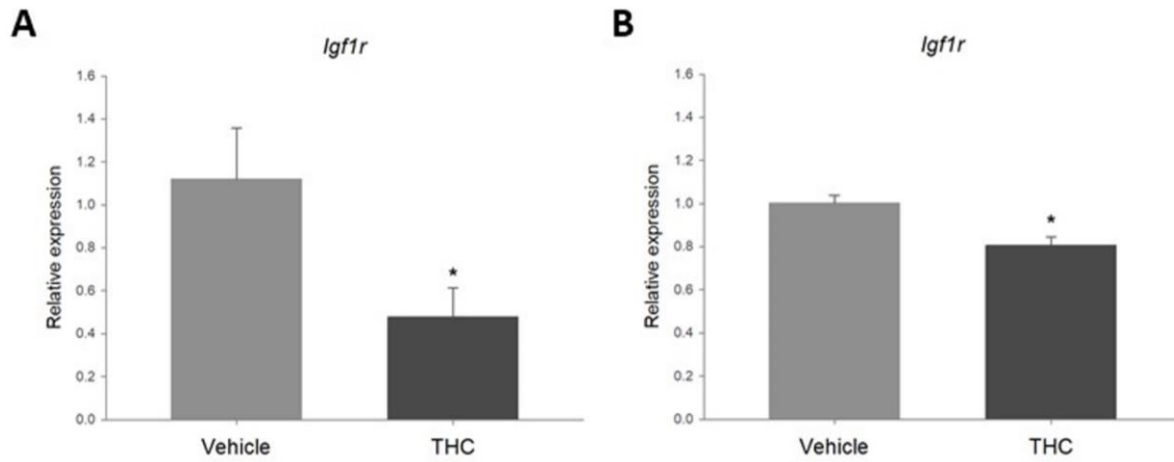 A
Igf1r
1.6
1.4
1.2
1.0
0.8
0.6
0.4
0.2
0.0
Relative expression
*
Vehicle
THC
B
Igf1r
1.6
1.4
1.2
1.0
0.8
0.6
0.4
0.2
0.0
Relative expression
*
Vehicle
THC